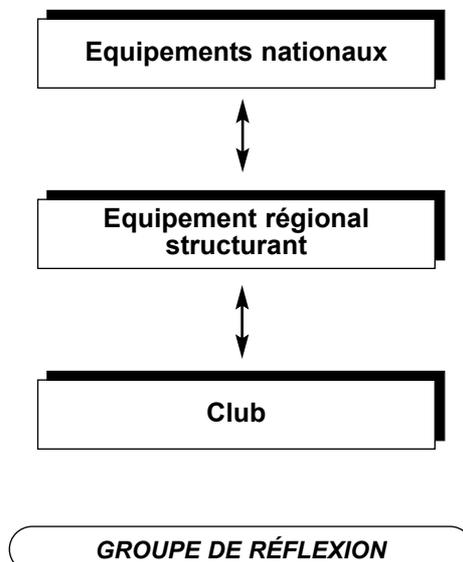 Equipements nationaux
Equipement régional
structurant
Club
GROUPE DE RÉFLEXION